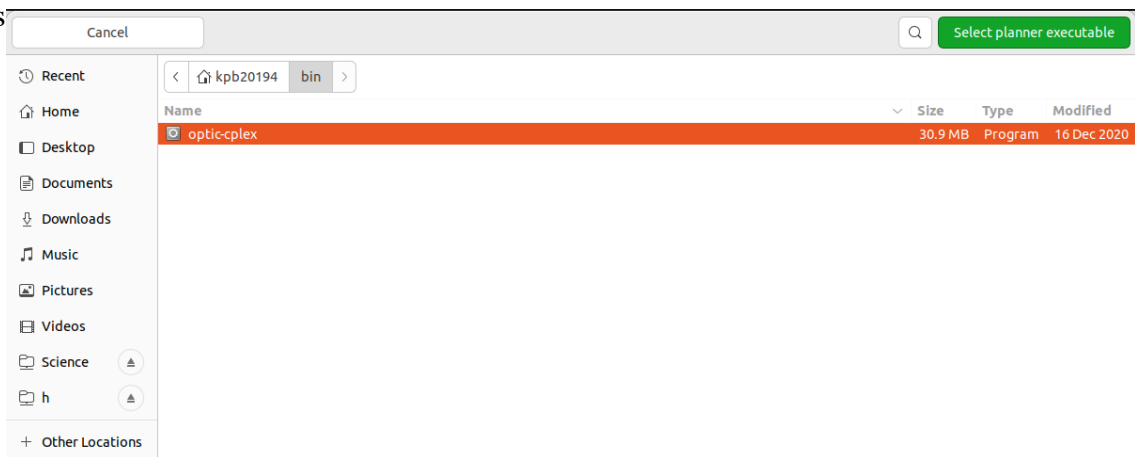 s
Cancel
Select planner executable
Recent
kpb20194
bin
Home
Name
Size
Type
Modified
optic-cplex
30.9 MB
Program
16 Dec 2020
Desktop
Documents
Downloads
Music
Pictures
Videos
Science
h
+ Other Locations